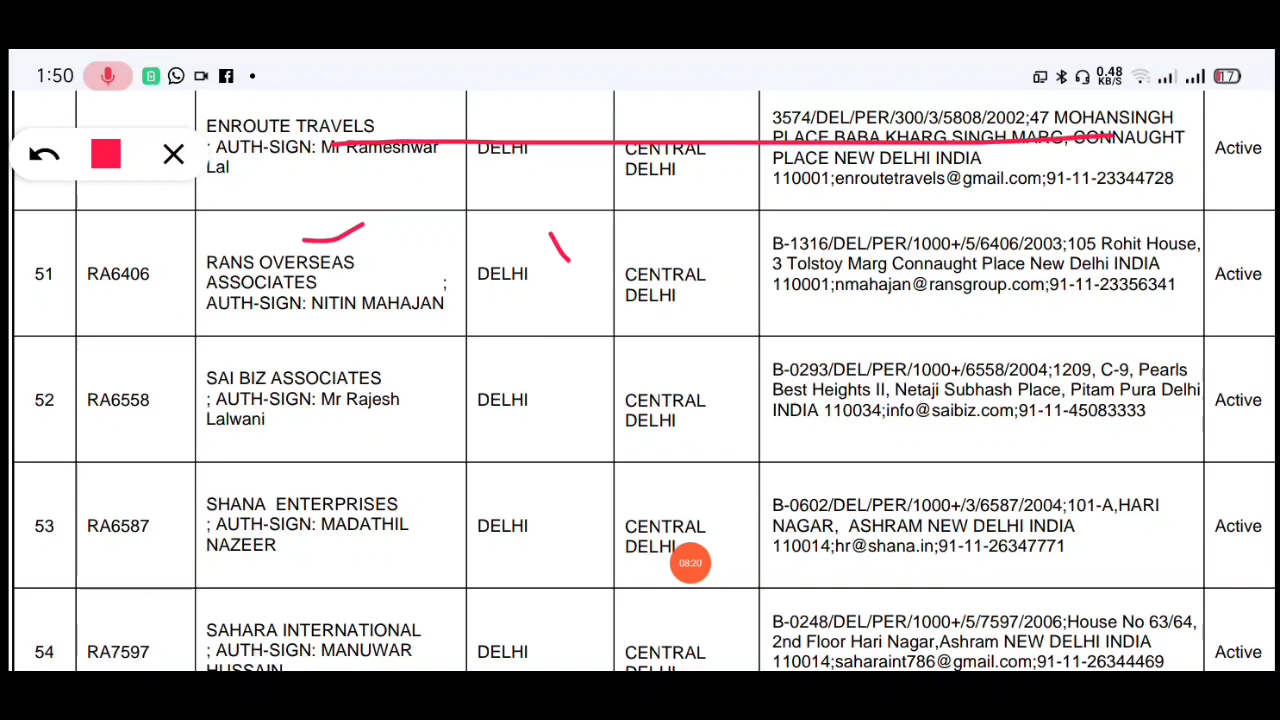 1:50
0.48
KB/S
17
ENROUTE TRAVELS
; AUTH-SIGN: Mr Rameshwar
Lal
DELHI
CENTRAL
DELHI
3574/DEL/PER/300/3/5808/2002;47 MOHANSINGH
PLACE BABA KHARG SINGH MARG, CONNAUGHT
PLACE NEW DELHI INDIA
110001;enroutetravels@gmail.com;91-11-23344728
Active
51
RA6406
RANS OVERSEAS
ASSOCIATES ;
AUTH-SIGN: NITIN MAHAJAN
DELHI
CENTRAL
DELHI
B-1316/DEL/PER/1000+/5/6406/2003;105 Rohit House,
3 Tolstoy Marg Connaught Place New Delhi INDIA
110001;nmahajan@ransgroup.com;91-11-23356341
Active
52
RA6558
SAI BIZ ASSOCIATES
; AUTH-SIGN: Mr Rajesh
Lalwani
DELHI
CENTRAL
DELHI
B-0293/DEL/PER/1000+/6558/2004;1209, C-9, Pearls
Best Heights II, Netaji Subhash Place, Pitam Pura Delhi
INDIA 110034;info@saibiz.com;91-11-45083333
Active
53
RA6587
SHANA ENTERPRISES
; AUTH-SIGN: MADATHIL
NAZEER
DELHI
CENTRAL
DELHI
08:20
B-0602/DEL/PER/1000+/3/6587/2004;101-A,HARI
NAGAR, ASHRAM NEW DELHI INDIA
110014;hr@shana.in;91-11-26347771
Active
54
RA7597
SAHARA INTERNATIONAL
; AUTH-SIGN: MANUWAR
HUSSAIN
DELHI
CENTRAL
DELHI
B-0248/DEL/PER/1000+/5/7597/2006;House No 63/64,
2nd Floor Hari Nagar,Ashram NEW DELHI INDIA
110014;saharaint786@gmail.com;91-11-26344469
Active